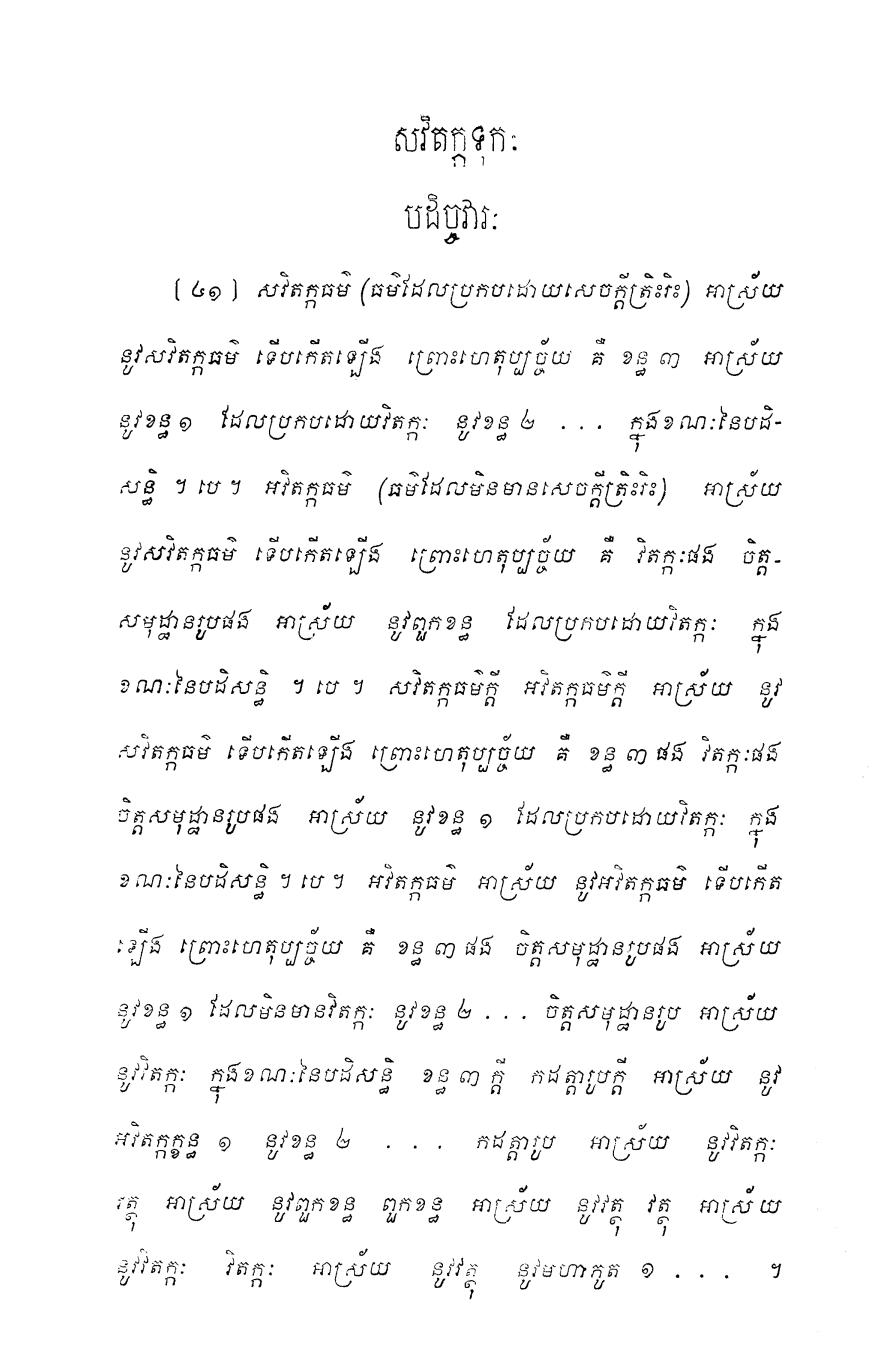 សវិតក្កទុកៈ
បដិច្ចវារៈ
(៤១) សវិតក្កធម៌ (ធម៌ដែលប្រកបដោយសេចក្តីត្រិះរិះ) អាស្រ័យ
នូវសវិតក្កធម៌ ទើបកើតឡើង ព្រោះហេតុប្បច្ច័យ គឺ ខន្ធ ៣ អាស្រ័យ
នូវខន្ធ ១ ដែលប្រកបដោយវិតក្កៈ នូវខន្ធ ២ . . . ក្នុងខណៈនៃបដិ-
សន្ធិ ។ បេ ។ អវិតក្កធម៌ (ធម៌ដែលមិនមានសេចក្តីត្រិះរិះ) អាស្រ័យ
នូវសវិតក្កធម៌ ទើបកើតឡើង ព្រោះហេតុប្បច្ច័យ គឺ វិតក្កៈផង ចិត្ត-
សមុដ្ឋានរូបផង អាស្រ័យ នូវពួកខន្ធ ដែលប្រកបដោយវិតក្កៈ ក្នុង
ខណៈនៃបដិសន្ធិ ។ បេ ។ សវិតក្កធម៌ក្តី អវិតក្កធម៌ក្តី អាស្រ័យ នូវ
សវិតក្កធម៌ ទើបកើតឡើង ព្រោះហេតុប្បច្ច័យ គឺ ខន្ធ ៣ ផង វិតក្កៈផង
ចិត្តសមុដ្ឋានរូបផង អាស្រ័យ នូវខន្ធ ១ ដែលប្រកបដោយវិតក្កៈ ក្នុង
ខណៈនៃបដិសន្ធិ ។ បេ ។ អវិតក្កធម៌ អាស្រ័យ នូវអវិតក្កធម៌ ទើបកើត
ឡើង ព្រោះហេតុប្បច្ច័យ គឺ ខន្ធ ៣ ផង ចិត្តសមុដ្ឋានរូបផង អាស្រ័យ
នូវខន្ធ ១ ដែលមិនមានវិតក្កៈ នូវខន្ធ ២ . . . ចិត្តសមុដ្ឋានរូប អាស្រ័យ
នូវវិតក្កៈ ក្នុងខណៈនៃបដិសន្ធិ ខន្ធ ៣ ក្តី កដត្តារូបក្តី អាស្រ័យ នូវ
អវិតក្កក្ខន្ធ ១ នូវខន្ធ ២ . . . កដត្តារូប អាស្រ័យ នូវវិតក្កៈ
វត្ថុ អាស្រ័យ នូវពួកខន្ធ ពួកខន្ធ អាស្រ័យ នូវវត្ថុ វត្ថុ អាស្រ័យ
នូវវិតក្កៈ វិតក្កៈ អាស្រ័យ នូវវត្ថុ នូវមហាភូត ១ . . . ។